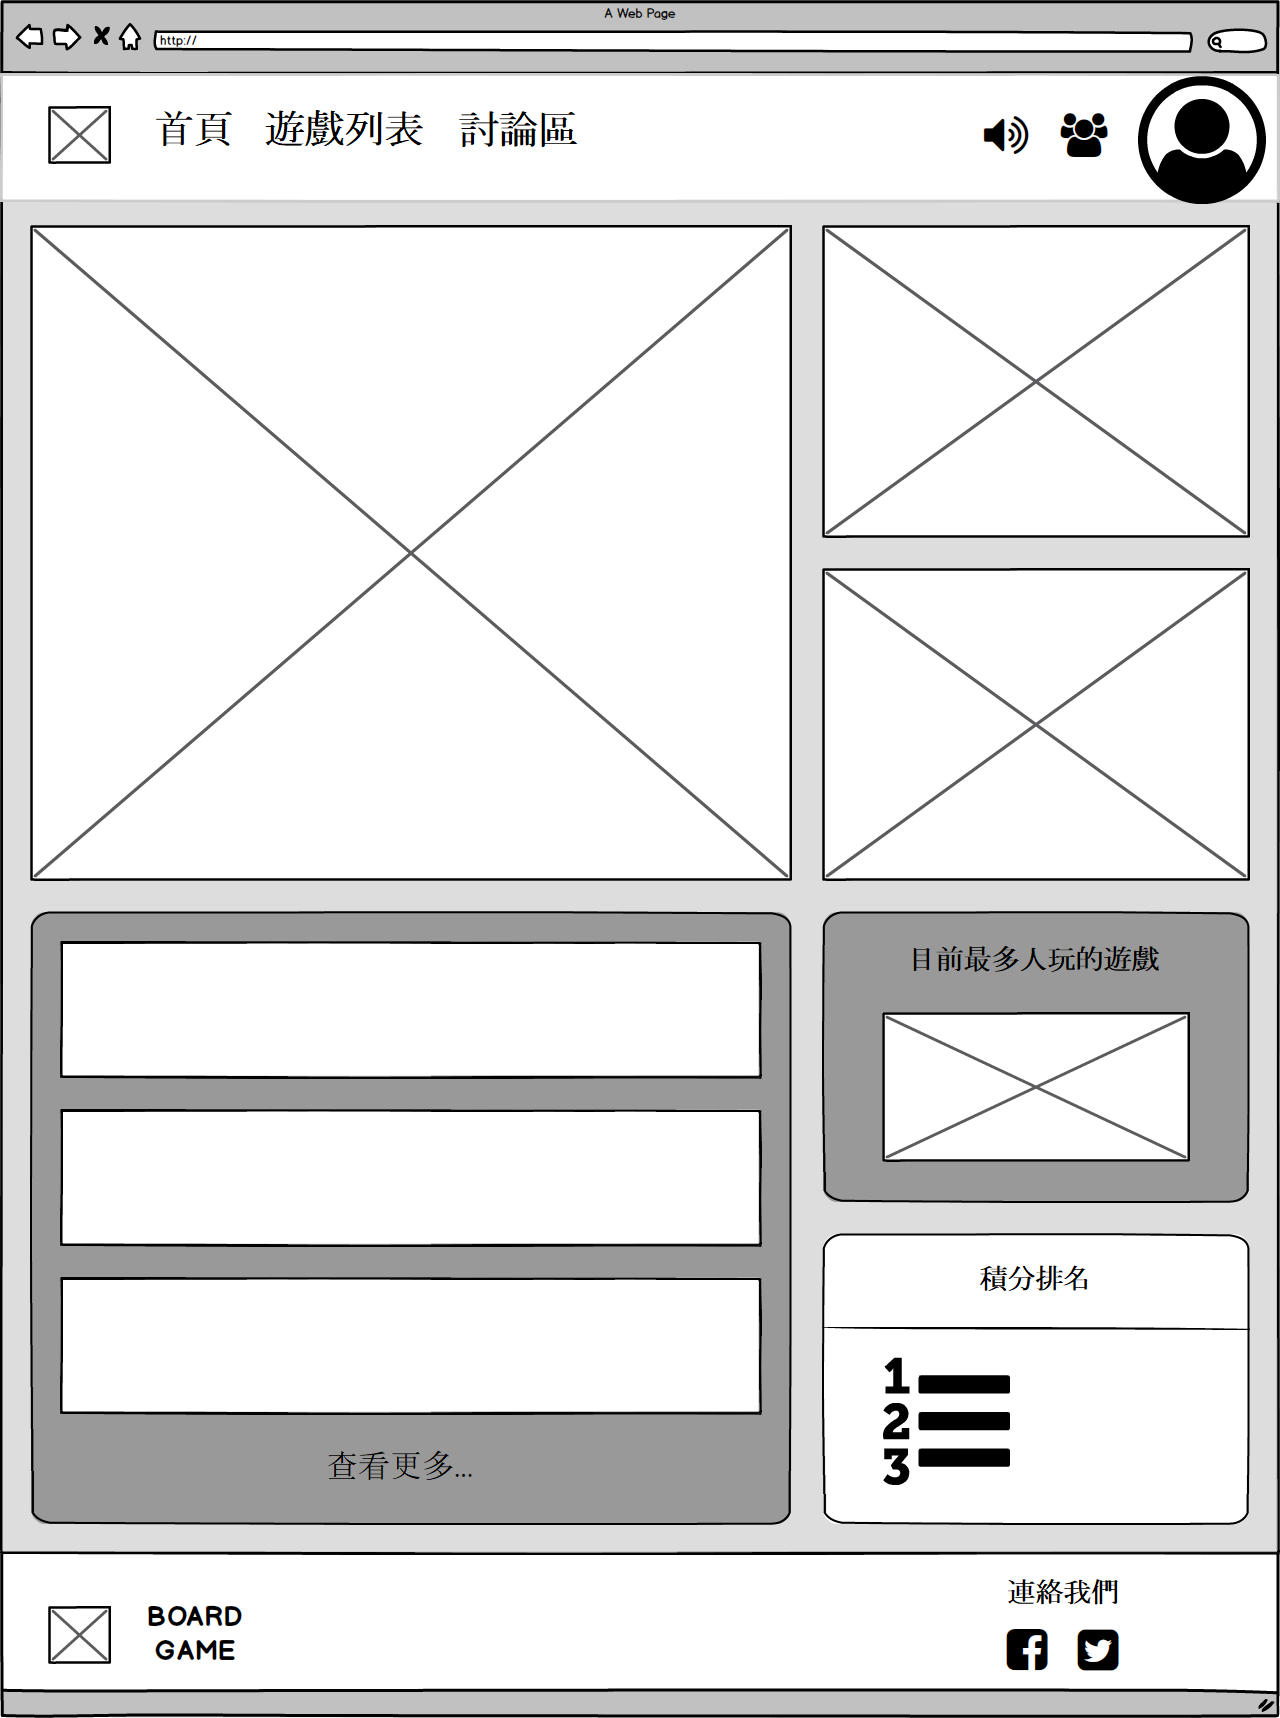 A Web Page
http://
首頁 遊戲列表 討論區
目前最多人玩的遊戲
積分排名
1
2
3
查看更多...
BOARD
GAME
連絡我們